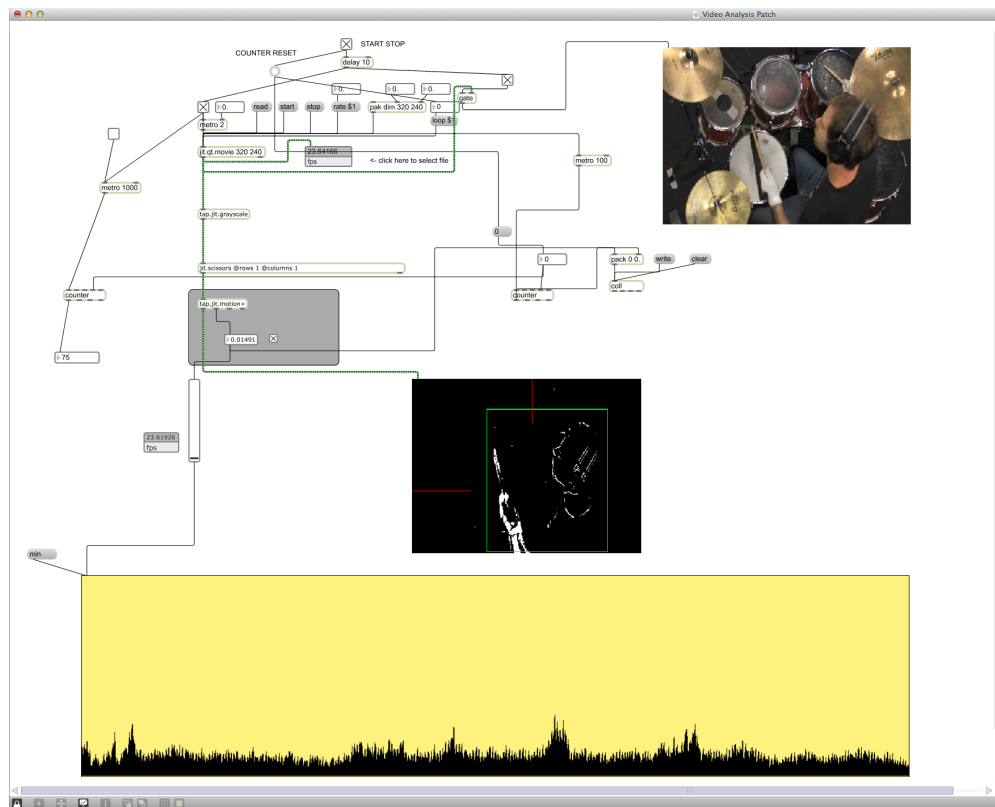 Video Analysis Patch
START STOP
COUNTER RESET
delay 10
0.
0.
0.
0.
read
start
stop
rate $1
pak dim 320 240
0
gate
loop $1
metro 2
jit.qt.movie 320 240
23.64166
fps
<- click here to select file
metro 100
metro 1000
tap.jit.grayscale
0
0
pack 0 0.
write
clear
jit.scissors @rows 1 @columns 1
coll
counter
counter
tap.jit.motion+
0.01491
75
23.61926
fps
min